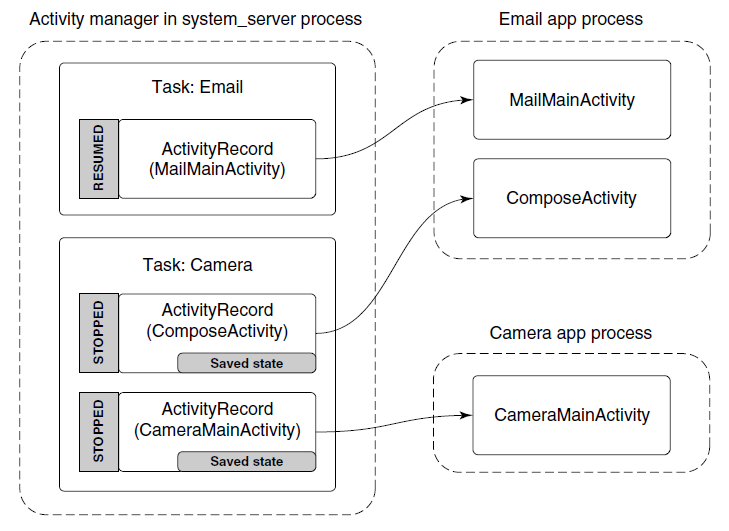 Activity manager in system_server process
Task: Email
RESUMED
ActivityRecord
(MailMainActivity)
Task: Camera
STOPPED
ActivityRecord
(ComposeActivity)
Saved state
STOPPED
ActivityRecord
(CameraMainActivity)
Saved state
Email app process
MailMainActivity
ComposeActivity
Camera app process
CameraMainActivity